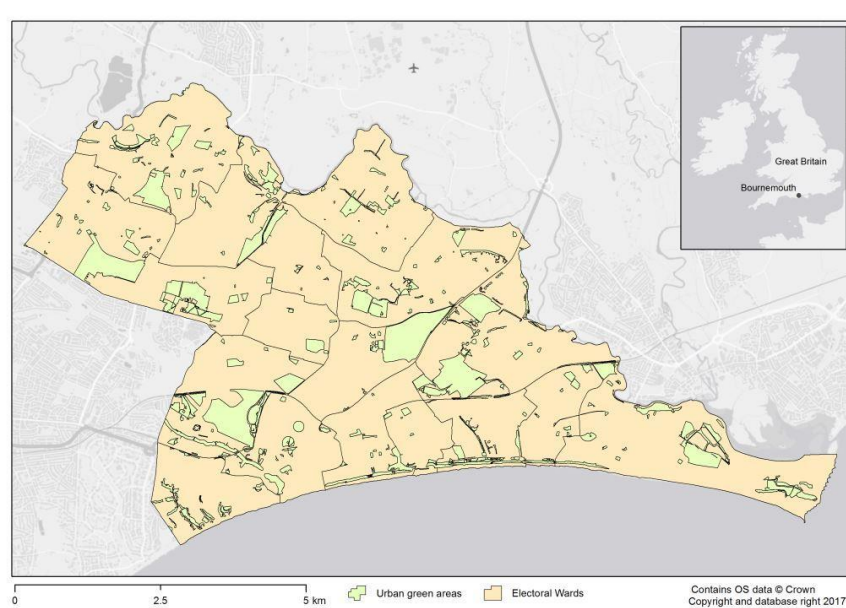 Great Britain
Bournemouth
0
2.5
5 km
Urban green areas
Electoral Wards
Contains OS data © Crown
Copyright and database right 2017